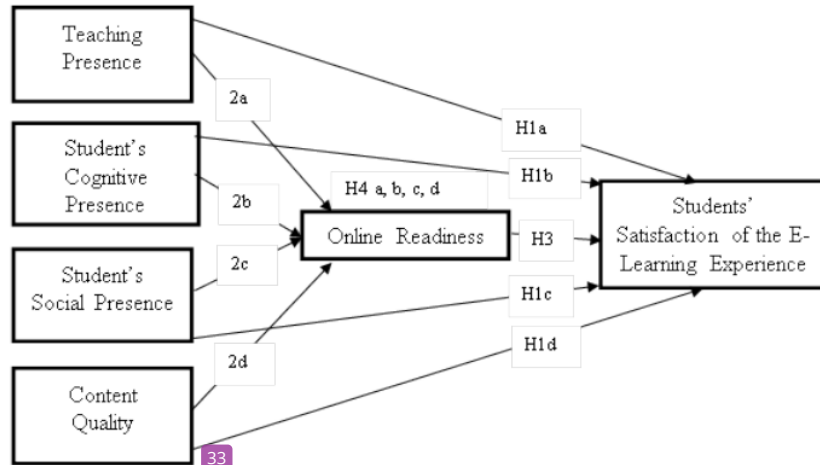 Teaching
Presence
2a
H1a
Student's
Cognitive
Presence
H1b
H4 a, b, c, d
2b
Students'
Satisfaction of the E-
Learning Experience
Online Readiness
H3
2c
Student's
Social Presence
H1c
H1d
2d
Content
Quality
33